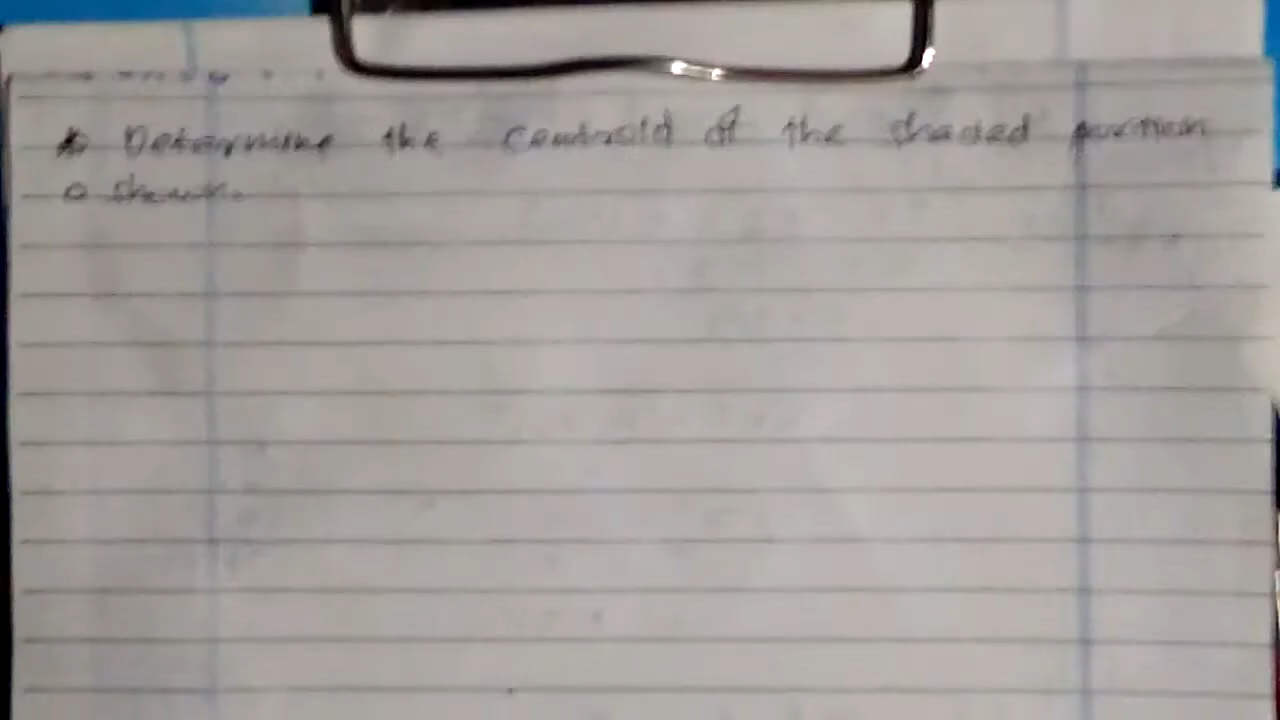 Determine the centroid of the shaded portion
shown.